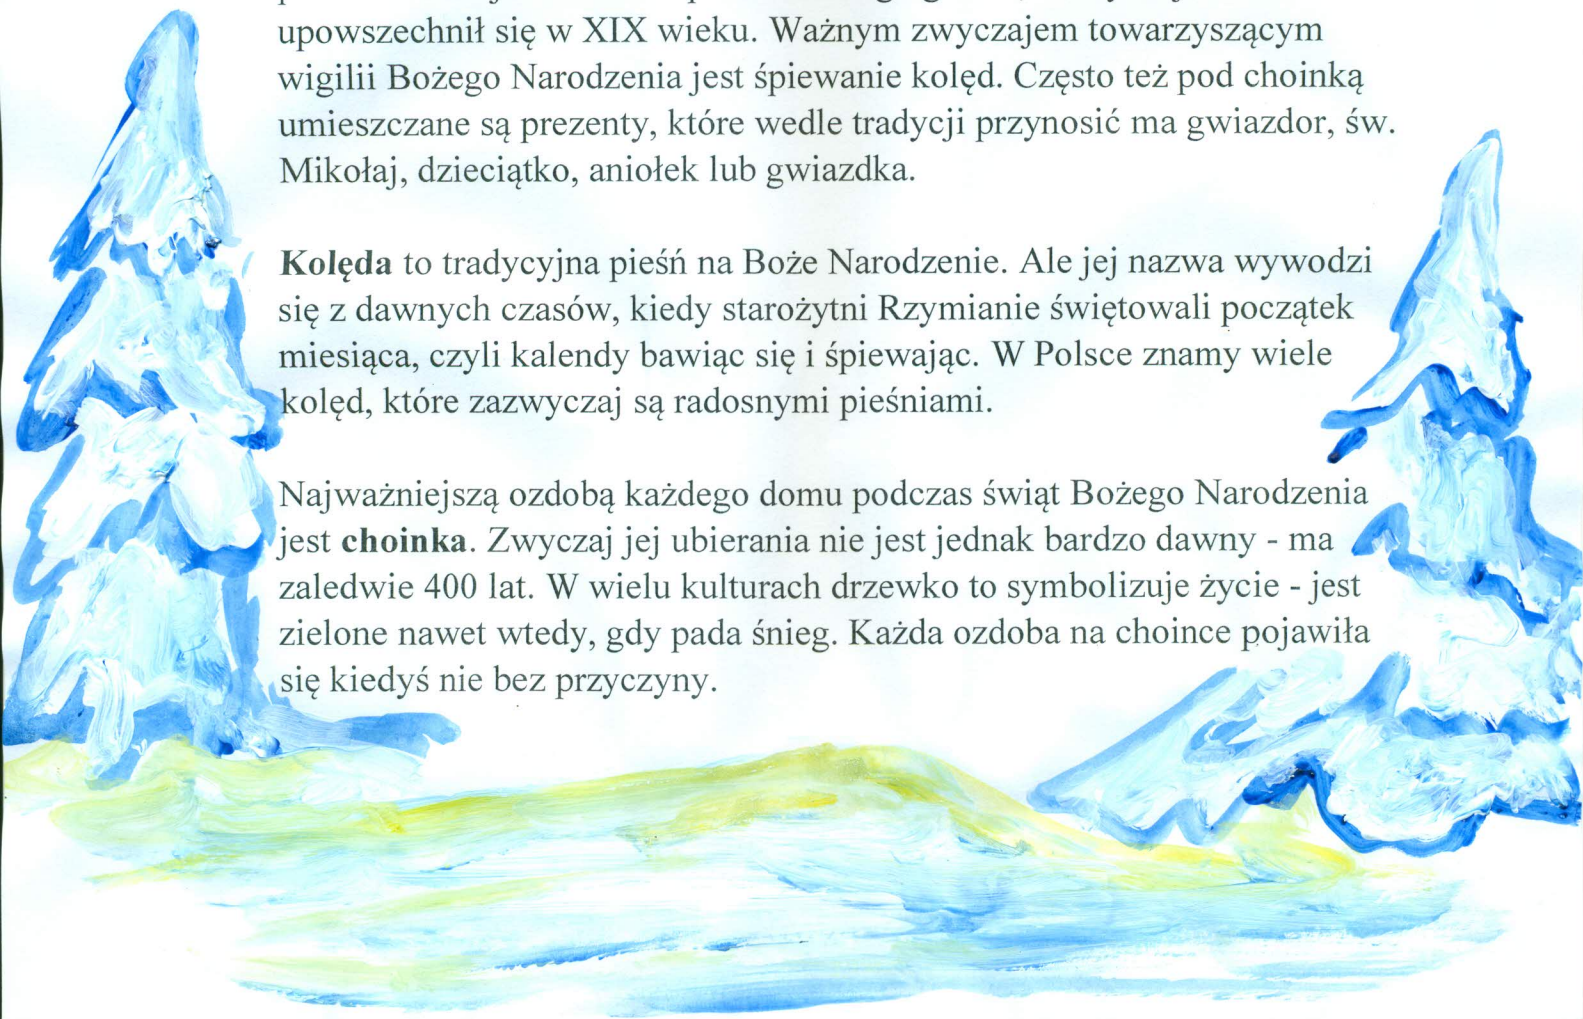 upowszechnił się w XIX wieku. Ważnym zwyczajem towarzyszącym
wigilii Bożego Narodzenia jest śpiewanie kolęd. Często też pod choinką
umieszczane są prezenty, które wedle tradycji przynosić ma gwiazdor, św.
Mikołaj, dzieciątko, aniołek lub gwiazdka.
Kolęda to tradycyjna pieśń na Boże Narodzenie. Ale jej nazwa wywodzi
się z dawnych czasów, kiedy starożytni Rzymianie świętowali początek
miesiąca, czyli kalendy bawiąc się i śpiewając. W Polsce znamy wiele
kolęd, które zazwyczaj są radosnymi pieśniami.
Najważniejszą ozdobą każdego domu podczas świąt Bożego Narodzenia
jest choinka. Zwyczaj jej ubierania nie jest jednak bardzo dawny - ma
zaledwie 400 lat. W wielu kulturach drzewko to symbolizuje życie - jest
zielone nawet wtedy, gdy pada śnieg. Każda ozdoba na choince pojawiła
się kiedyś nie bez przyczyny.